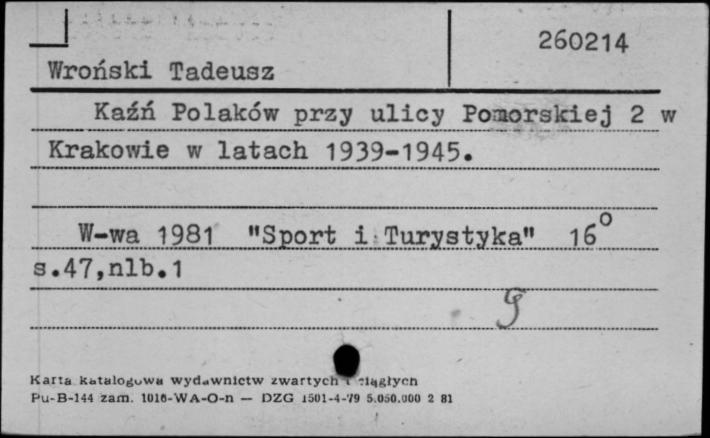 260214
Wroński Tadeusz
Kaźń Polaków przy ulicy Pomorskiej 2 w
Krakowie w latach 1939-1945.
W-wa 1981 "Sport i Turystyka" 16°
s.47,nlb.1
g
Karta katalogowa wydawnictw zwartych i ciągłych
Pu-B-144 zam. 1016-WA-O-n — DZG 1501-4-79 5.050.000 2 81